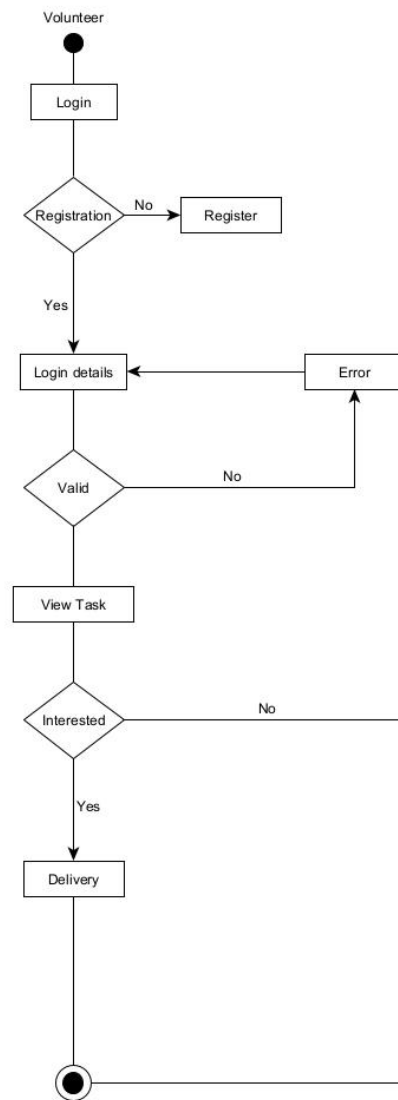 Volunteer
Login
Registration
No
Register
Yes
Login details
Error
Valid
No
View Task
Interested
No
Yes
Delivery